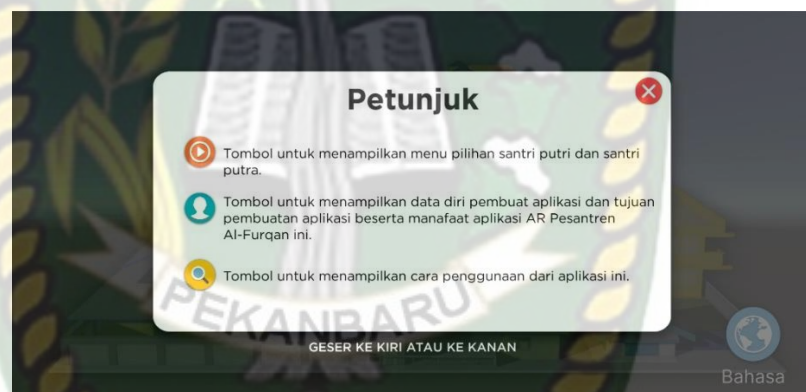 Petunjuk
Tombol untuk menampilkan menu pilihan santri putri dan santri
putra.
Tombol untuk menampilkan data diri pembuat aplikasi dan tujuan
pembuatan aplikasi beserta manafaat aplikasi AR Pesantren
Al-Furqan ini.
Tombol untuk menampilkan cara penggunaan dari aplikasi ini.
PEKANBARU
GESER KE KIRI ATAU KE KANAN
Bahasa